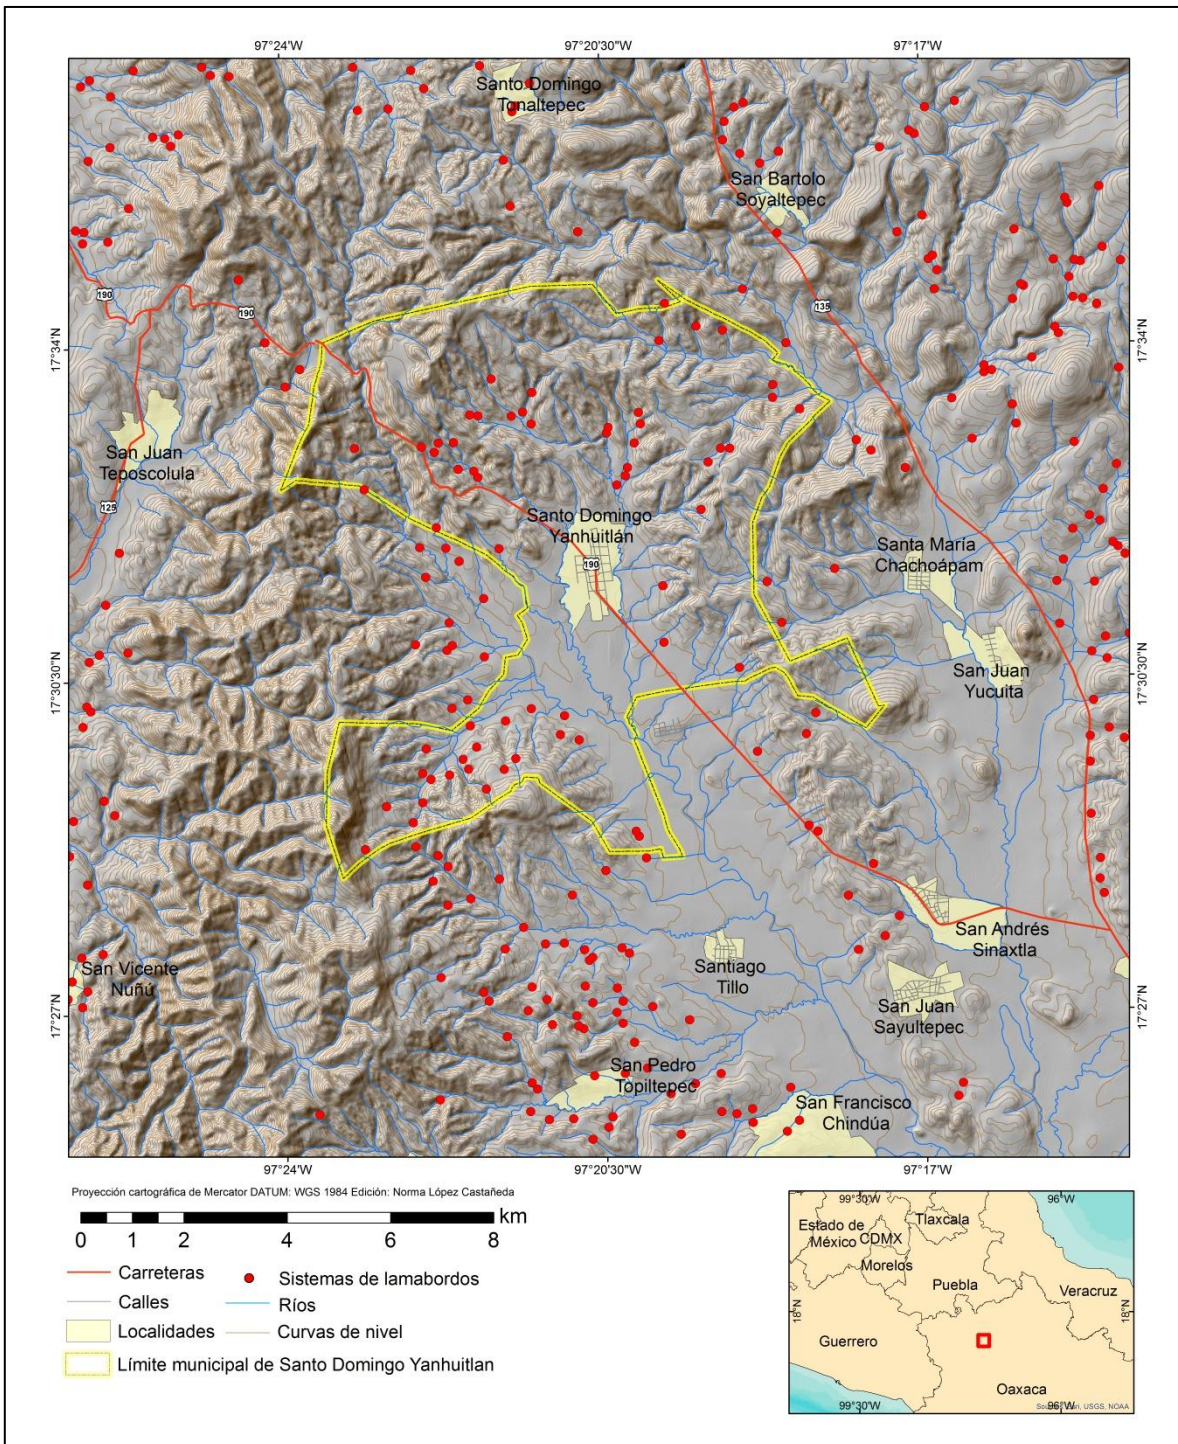 97°24'W
97°20'30"W
97°17'W
Santo Domingo
Tonaltepec
San Bartolo
Soyaltepec
190
190
135
17°34'N
17°34'N
San Juan
Teposcolula
125
Santo Domingo
Yanhuitlán
190
Santa María
Chachoápam
San Juan
Yucuita
17°30'30"N
17°30'30"N
San Andrés
Sinaxtla
San Vicente
Nuñú
Santiago
Tillo
San Juan
Sayultepec
17°27'N
17°27'N
San Pedro
Topiltepec
San Francisco
Chindúa
97°24'W
97°20'30"W
97°17'W
Proyección cartográfica de Mercator DATUM: WGS 1984 Edición: Norma López Castañeda
km
0 1 2 4 6 8
Carreteras
Sistemas de lamabordos
Calles
Ríos
Localidades
Curvas de nivel
Límite municipal de Santo Domingo Yanhuitlan
99°30'W
96°W
Estado de
México
CDMX
Tlaxcala
Morelos
Puebla
Veracruz
18°N
18°N
Guerrero
Oaxaca
99°30'W
96°W
USGS, NOAA